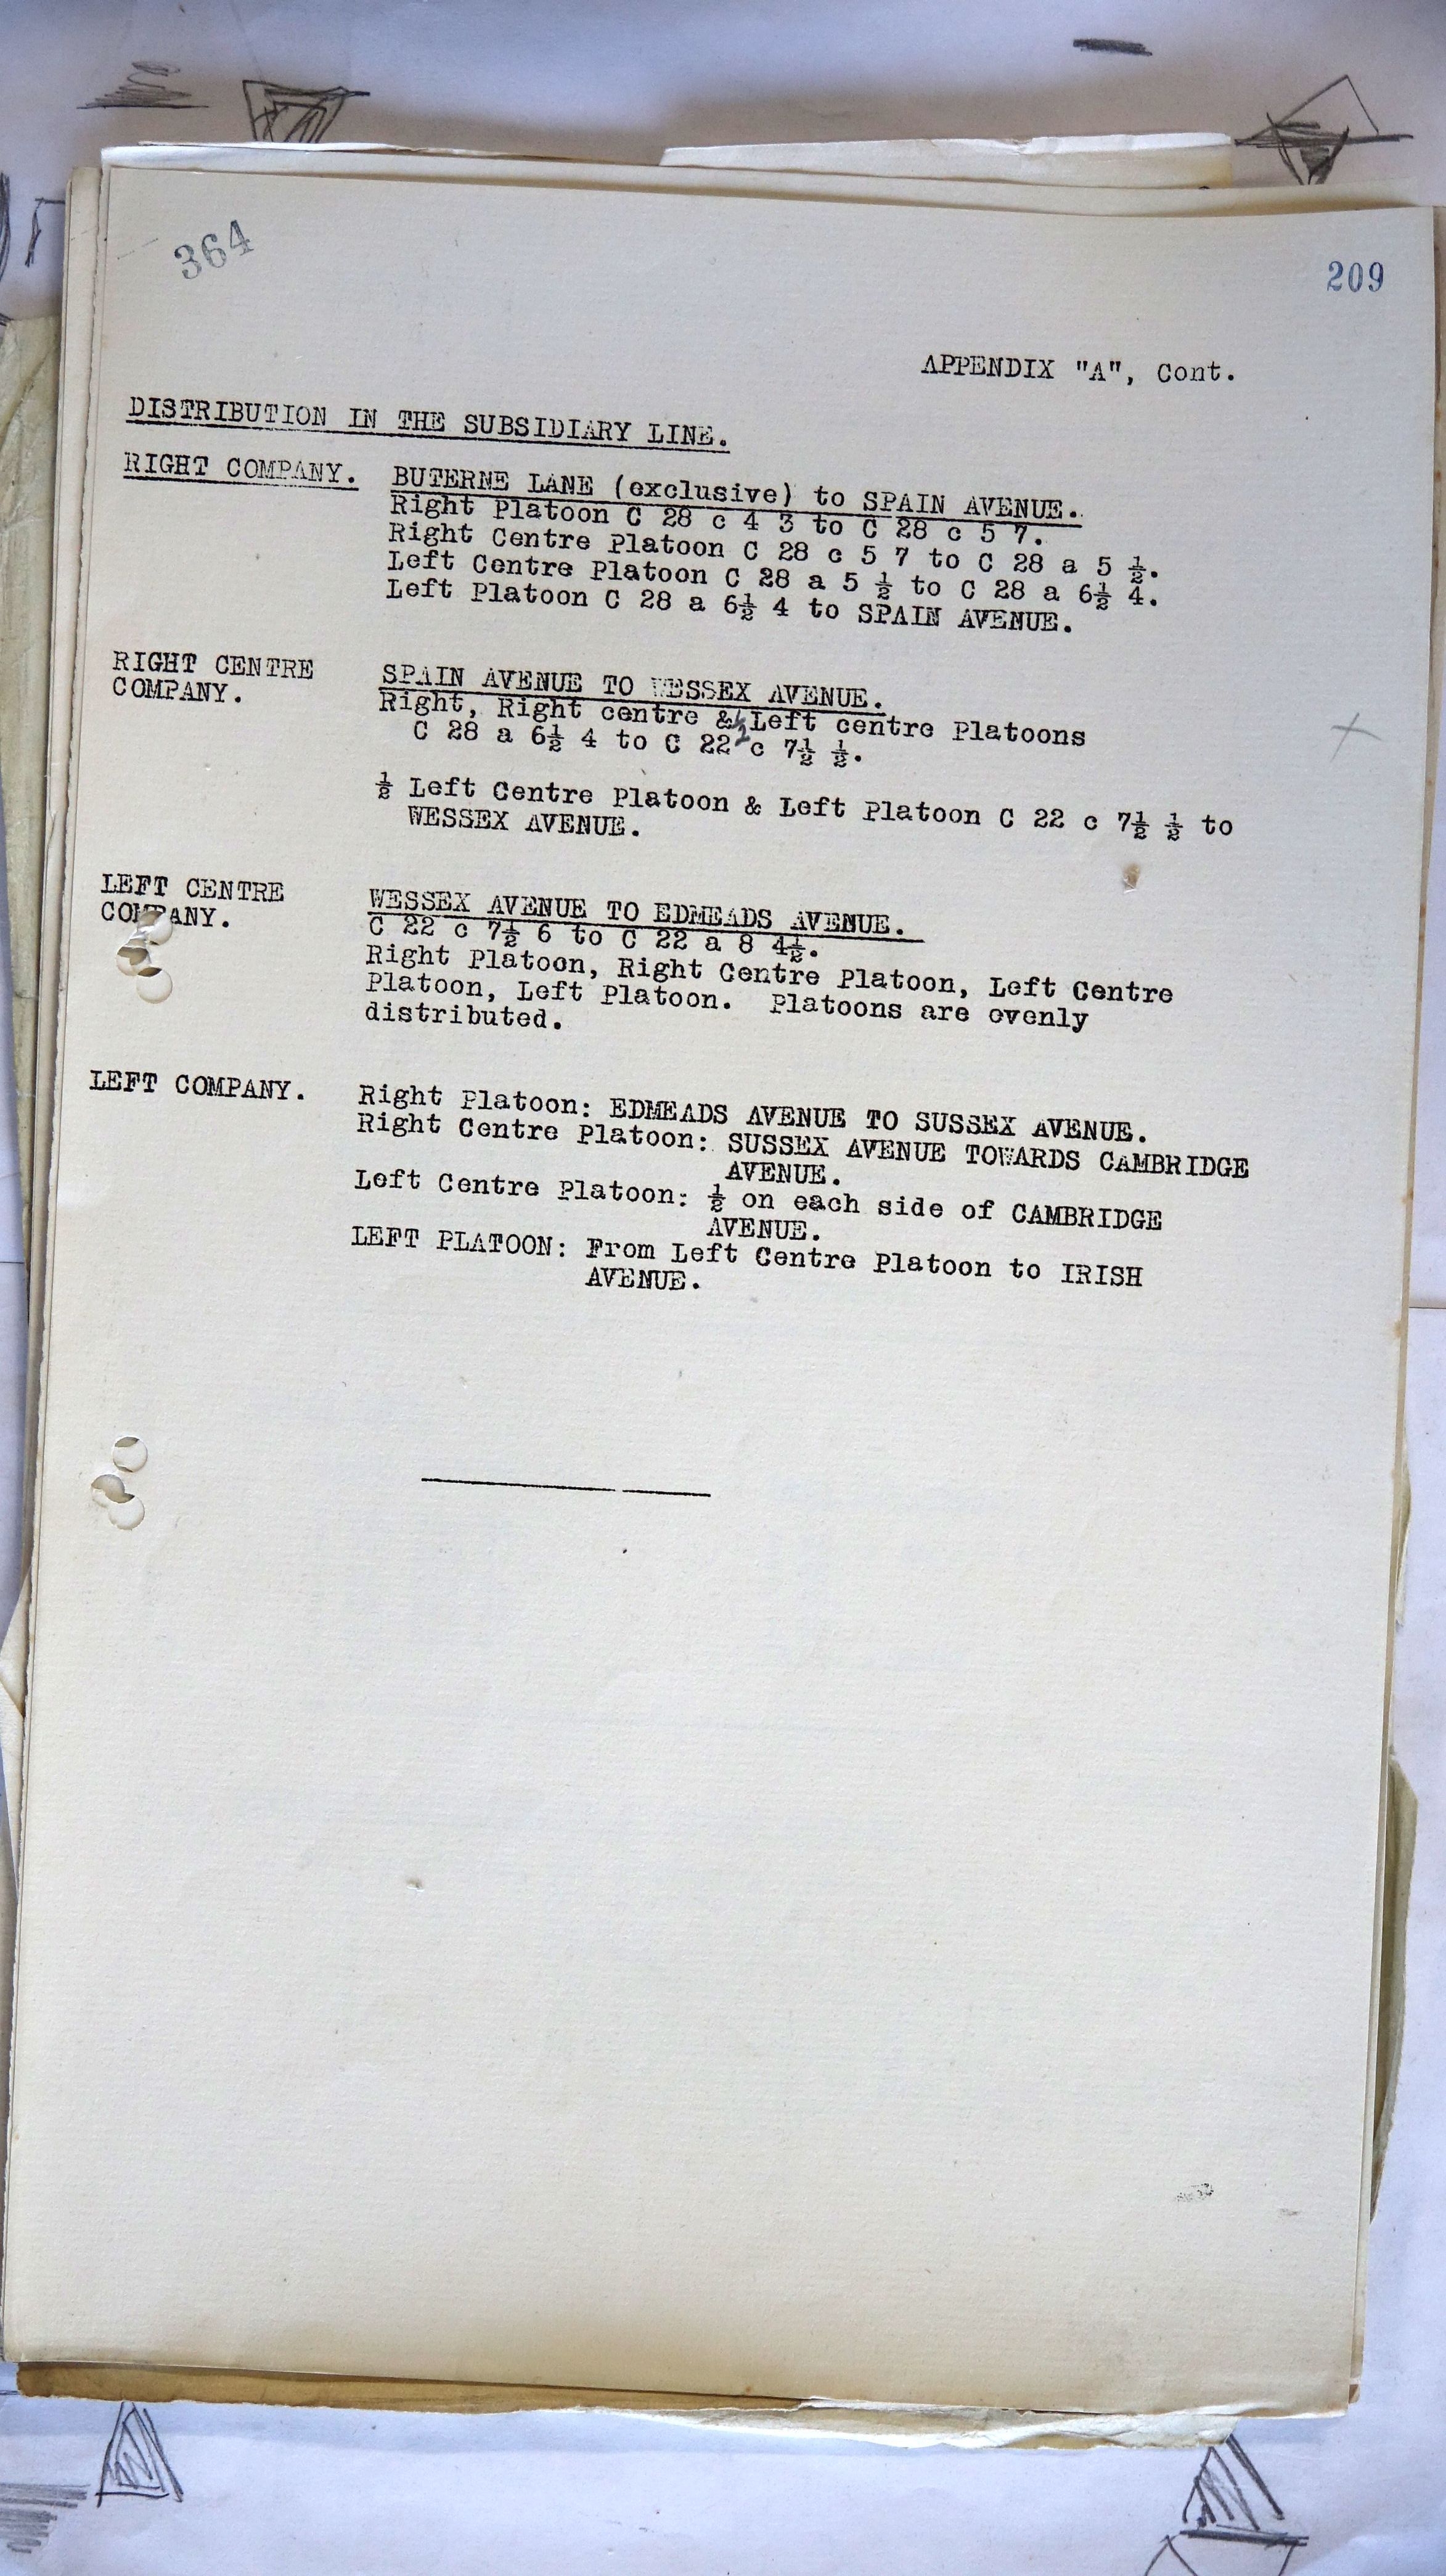 364
209
APPENDIX "A", Cont.
DISTRIBUTION IN THE SUBSIDIARY LINE.
RIGHT COMPANY. BUTERNE LANE (exclusive) to SPAIN AVENUE.
Right Platoon C 28 c 4 3 to C 28 c 5 7.
Right Centre Platoon C 28 c 5 7 to C 28 a 5 ½.
Left Centre Platoon C 28 a 5 ½ to C 28 a 6½ 4.
Left Platoon C 28 a 6½ 4 to SPAIN AVENUE.
RIGHT CENTRE COMPANY. SPAIN AVENUE TO WESSEX AVENUE.
Right, Right centre & ½ Left centre Platoons
C 28 a 6½ 4 to C 22 c 7½ ½.
½ Left Centre Platoon & Left Platoon C 22 c 7½ ½ to
WESSEX AVENUE.
LEFT CENTRE COMPANY. WESSEX AVENUE TO EDMEADS AVENUE.
C 22 c 7½ 6 to C 22 a 8 4½.
Right Platoon, Right Centre Platoon, Left Centre
Platoon, Left Platoon. Platoons are evenly
distributed.
LEFT COMPANY. Right Platoon: EDMEADS AVENUE TO SUSSEX AVENUE.
Right Centre Platoon: SUSSEX AVENUE TOWARDS CAMBRIDGE
AVENUE.
Left Centre Platoon: ½ on each side of CAMBRIDGE
AVENUE.
LEFT PLATOON: From Left Centre Platoon to IRISH
AVENUE.